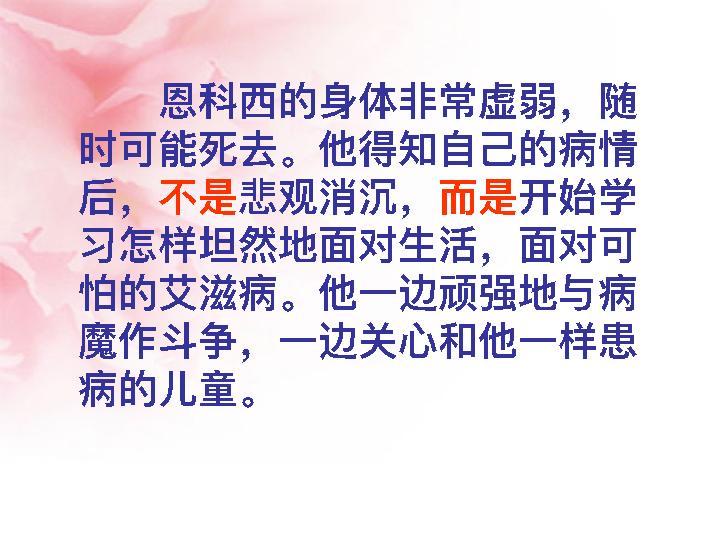 恩科西的身体非常虚弱，随
时可能死去。他得知自己的病情
后，不是悲观消沉，而是开始学
习怎样坦然地面对生活，面对可
怕的艾滋病。他一边顽强地与病
魔作斗争，一边关心和他一样患
病的儿童。